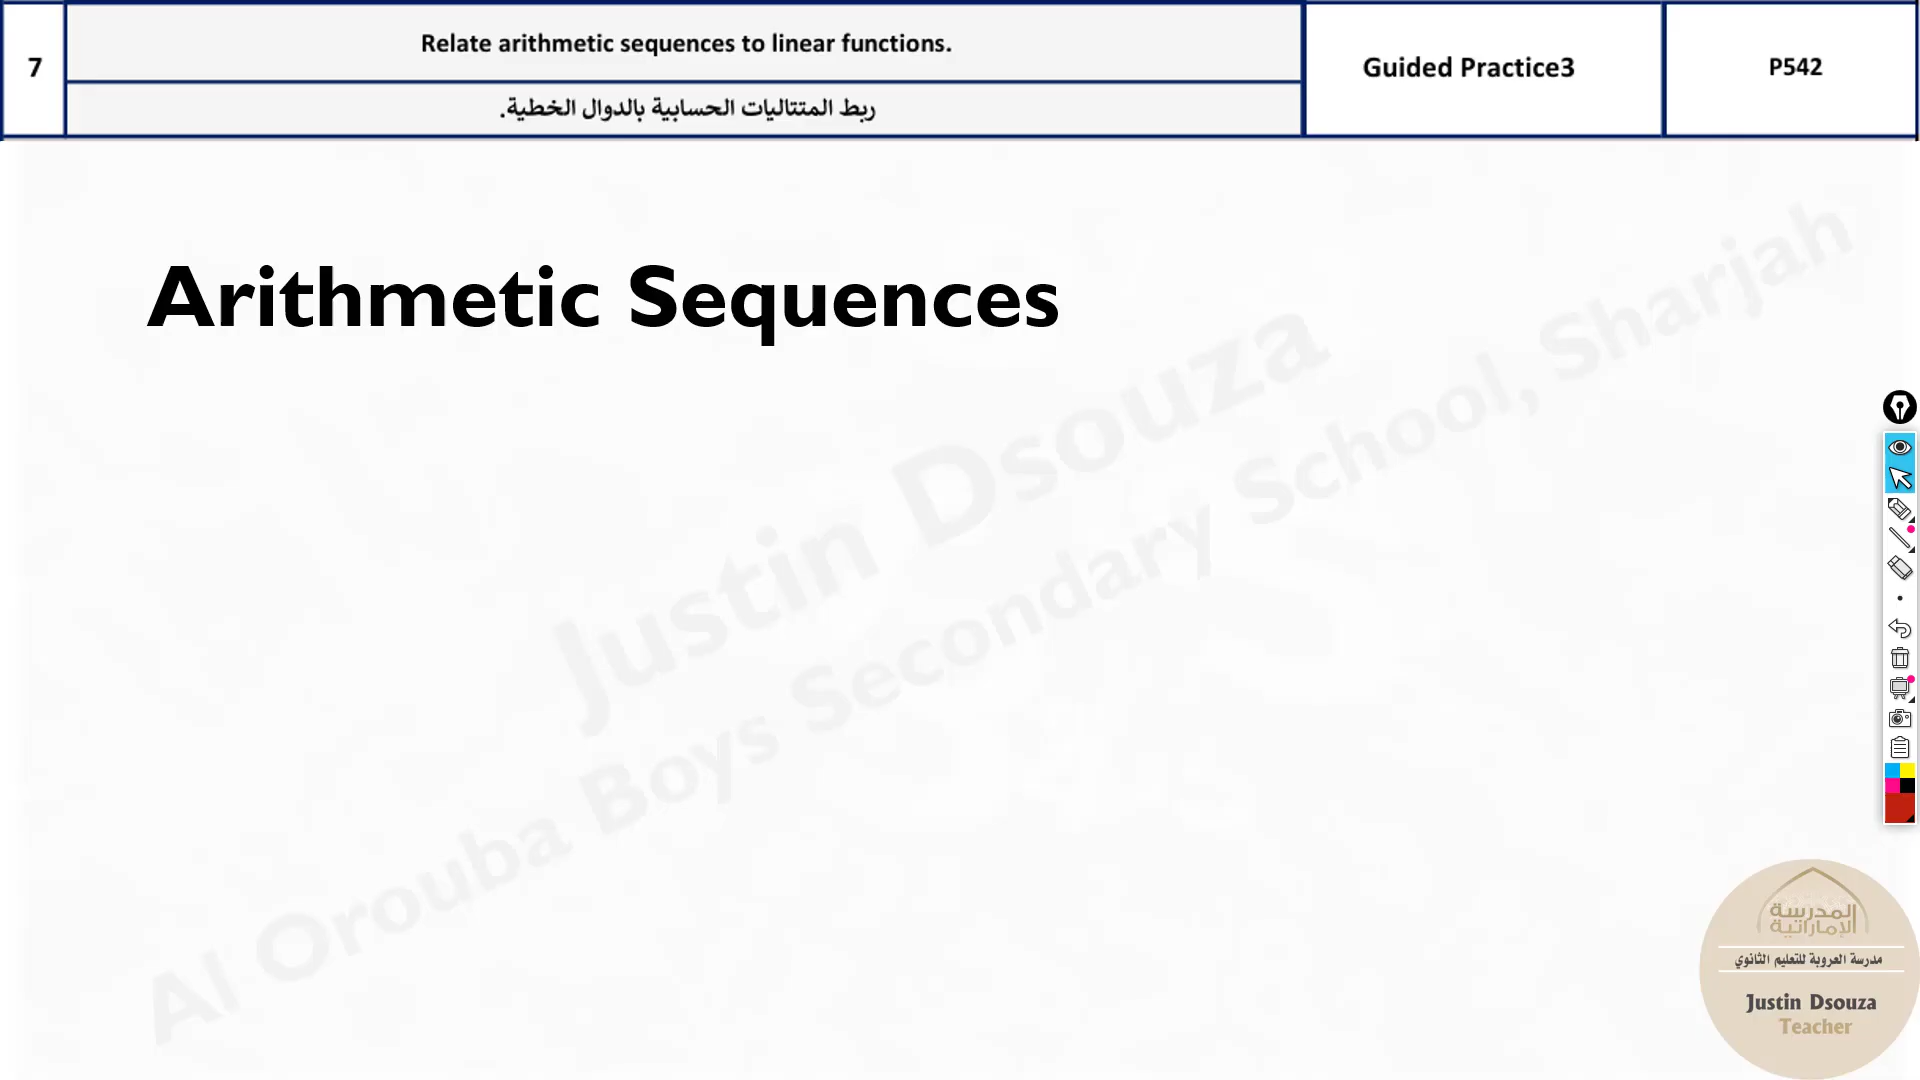 7
Relate arithmetic sequences to linear functions.
ربط المتتاليات الحسابية بالدوال الخطية.
Guided Practice3
P542
Arithmetic Sequences
Justin Dsouza
Al Orouba Boys Secondary School, Sharjah
المدرسة
الإماراتية
مدرسة العروبة للتعليم الثانوي
Justin Dsouza
Teacher